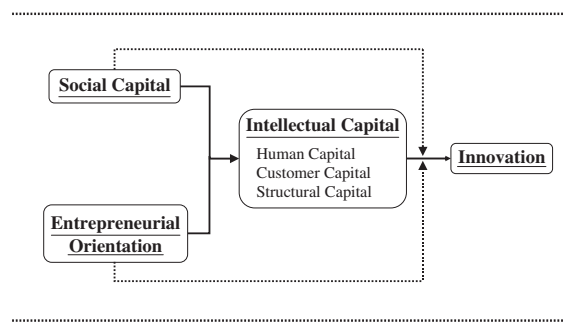 Social Capital
Intellectual Capital
Human Capital
Customer Capital
Structural Capital
Innovation
Entrepreneurial
Orientation